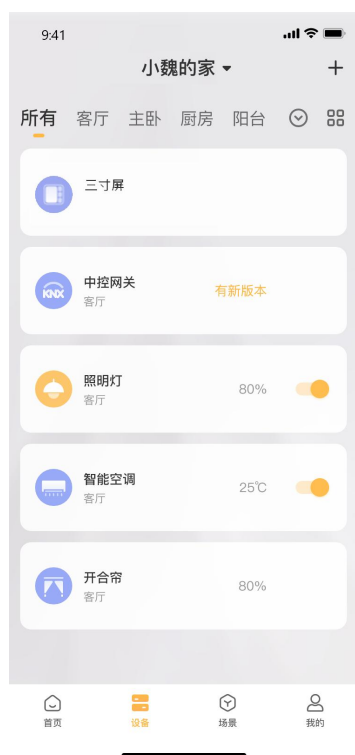 9:41
小魏的家
所有 客厅 主卧 厨房 阳台
三寸屏
中控网关
客厅
有新版本
KNX
照明灯
客厅
80%
智能空调
客厅
25℃
开合帘
客厅
80%
首页 设备 场景 我的